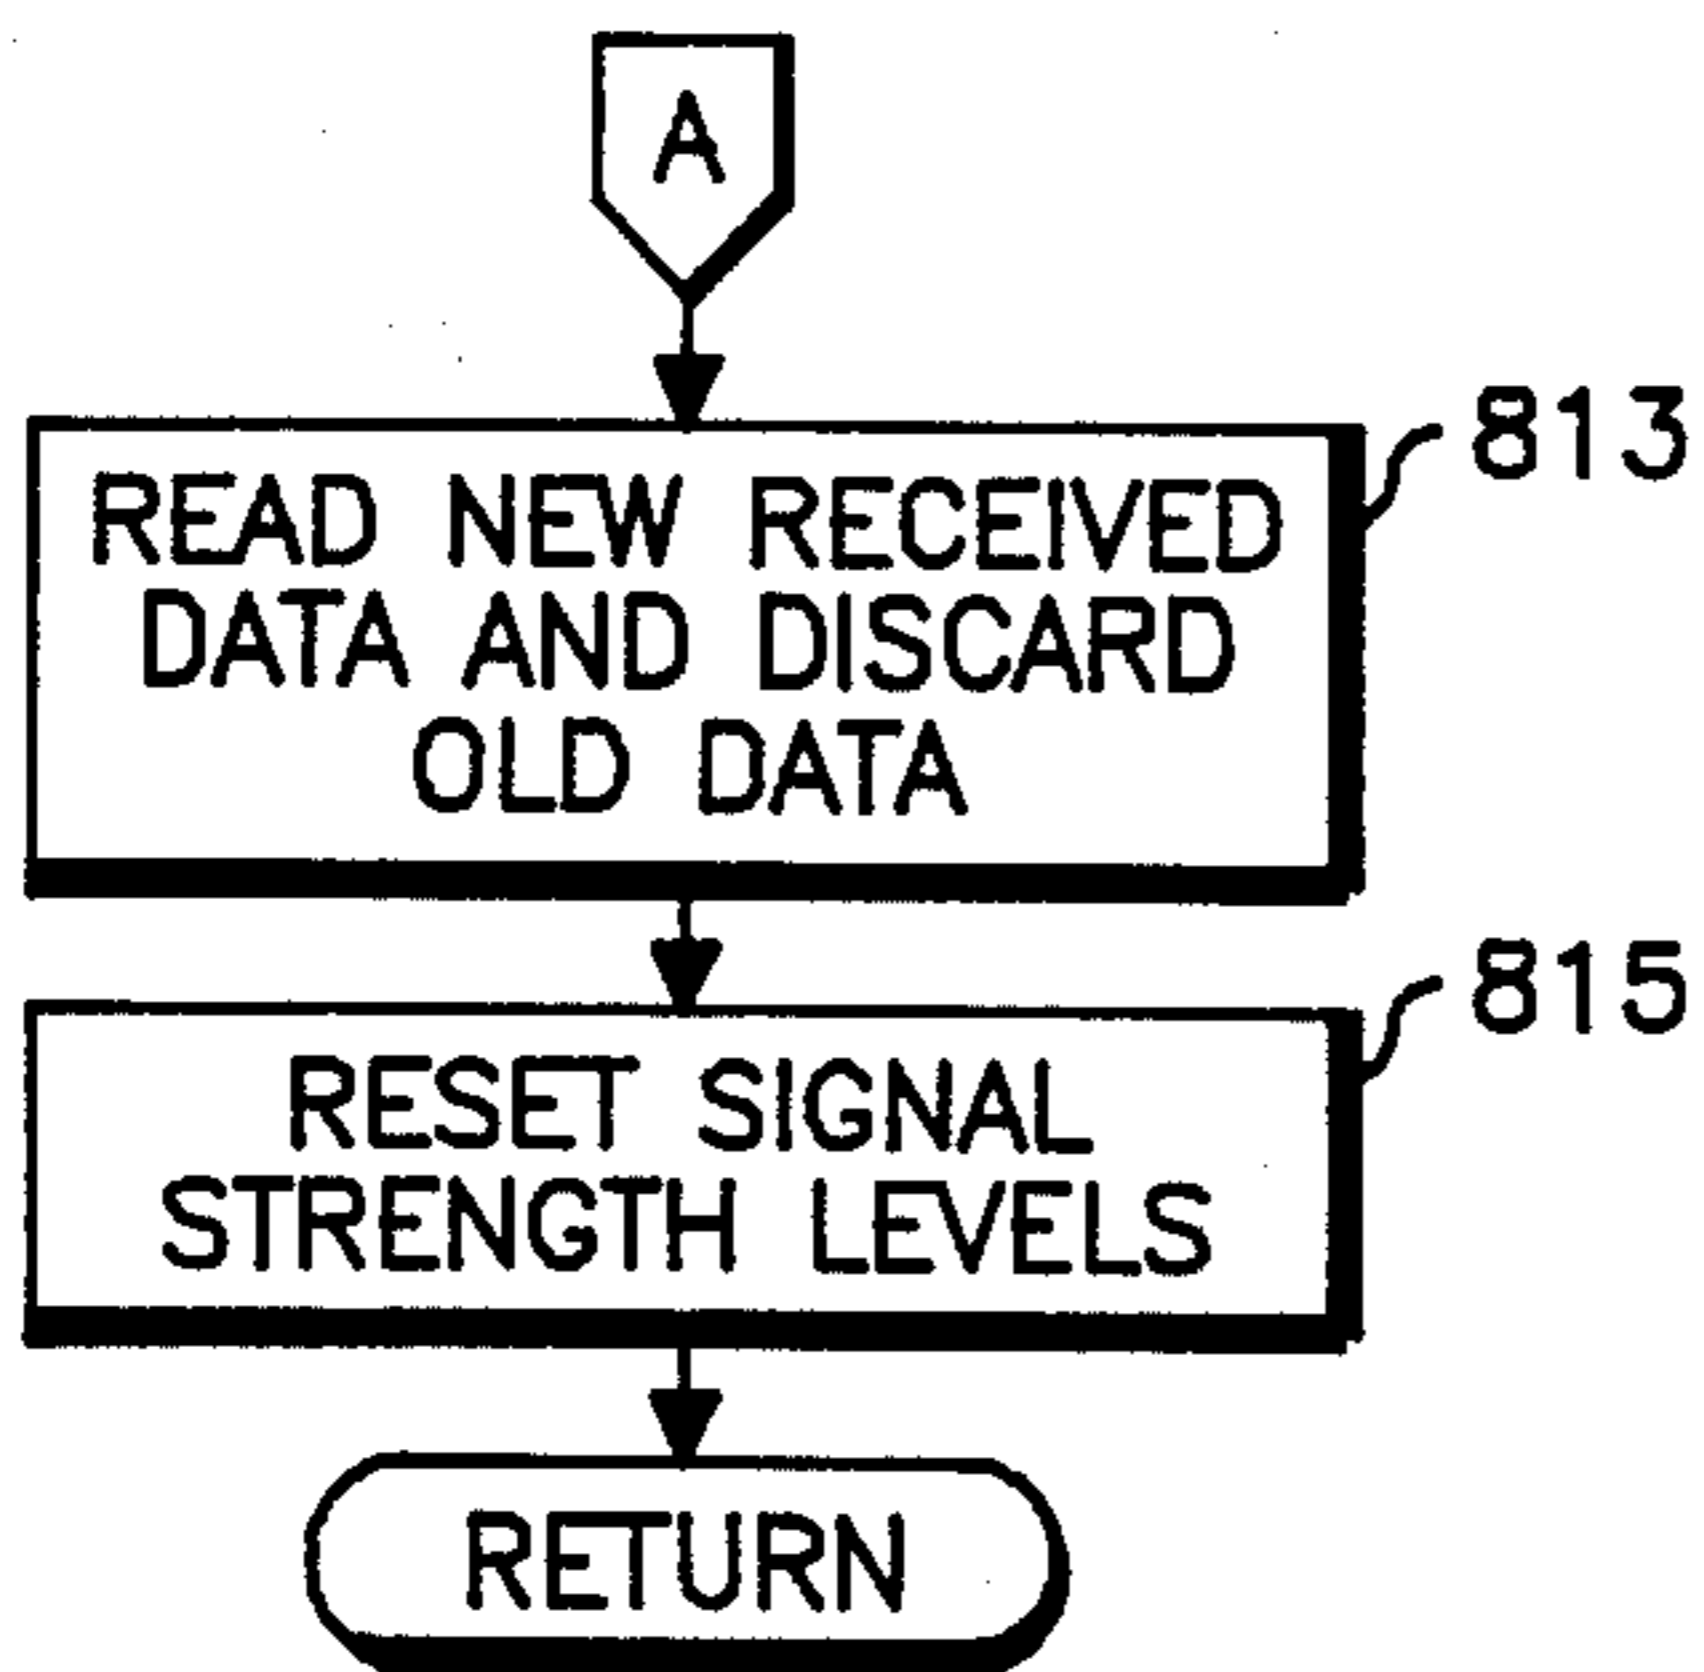 A
813
READ NEW RECEIVED
DATA AND DISCARD
OLD DATA
815
RESET SIGNAL
STRENGTH LEVELS
RETURN